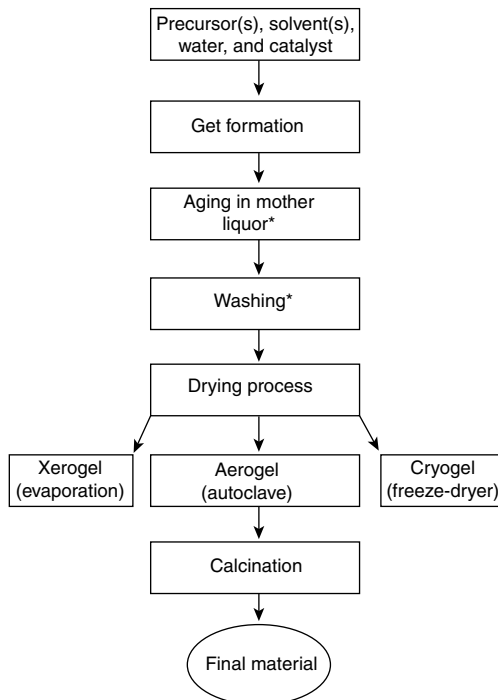 Precursor(s), solvent(s),
water, and catalyst
Get formation
Aging in mother
liquor*
Washing*
Drying process
Xerogel
(evaporation)
Aerogel
(autoclave)
Cryogel
(freeze-dryer)
Calcination
Final material